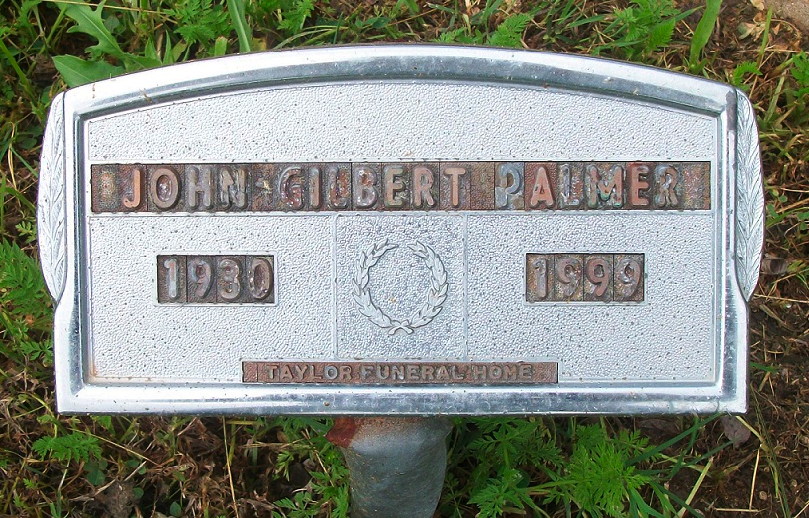 JOHN GILBERT PALMER
1930 1999
TAYLOR FUNERAL HOME